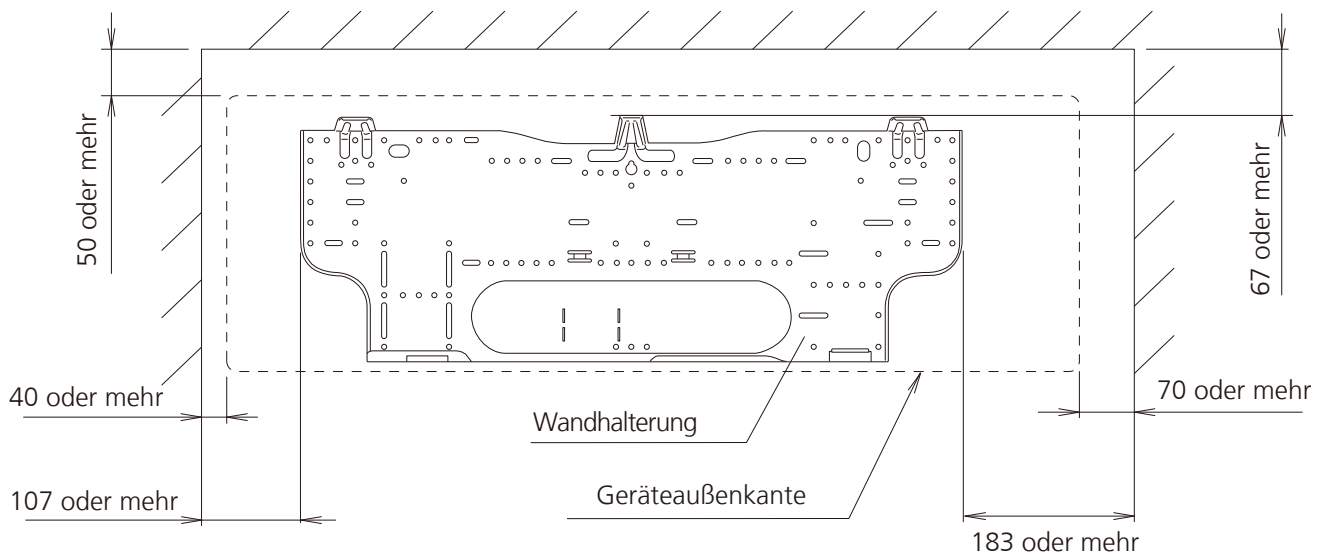 50 oder mehr
67 oder mehr
40 oder mehr
70 oder mehr
Wandhalterung
Geräteaußenkante
107 oder mehr
183 oder mehr